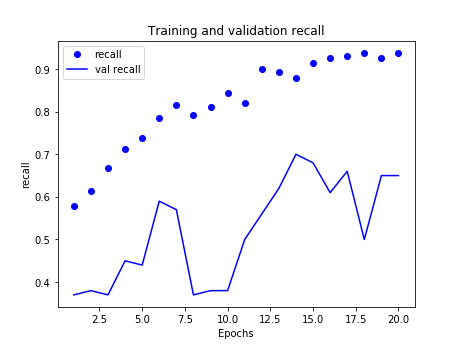 Training and validation recall
recall
val recall
recall
0.9
0.8
0.7
0.6
0.5
0.4
2.5 5.0 7.5 10.0 12.5 15.0 17.5 20.0
Epochs